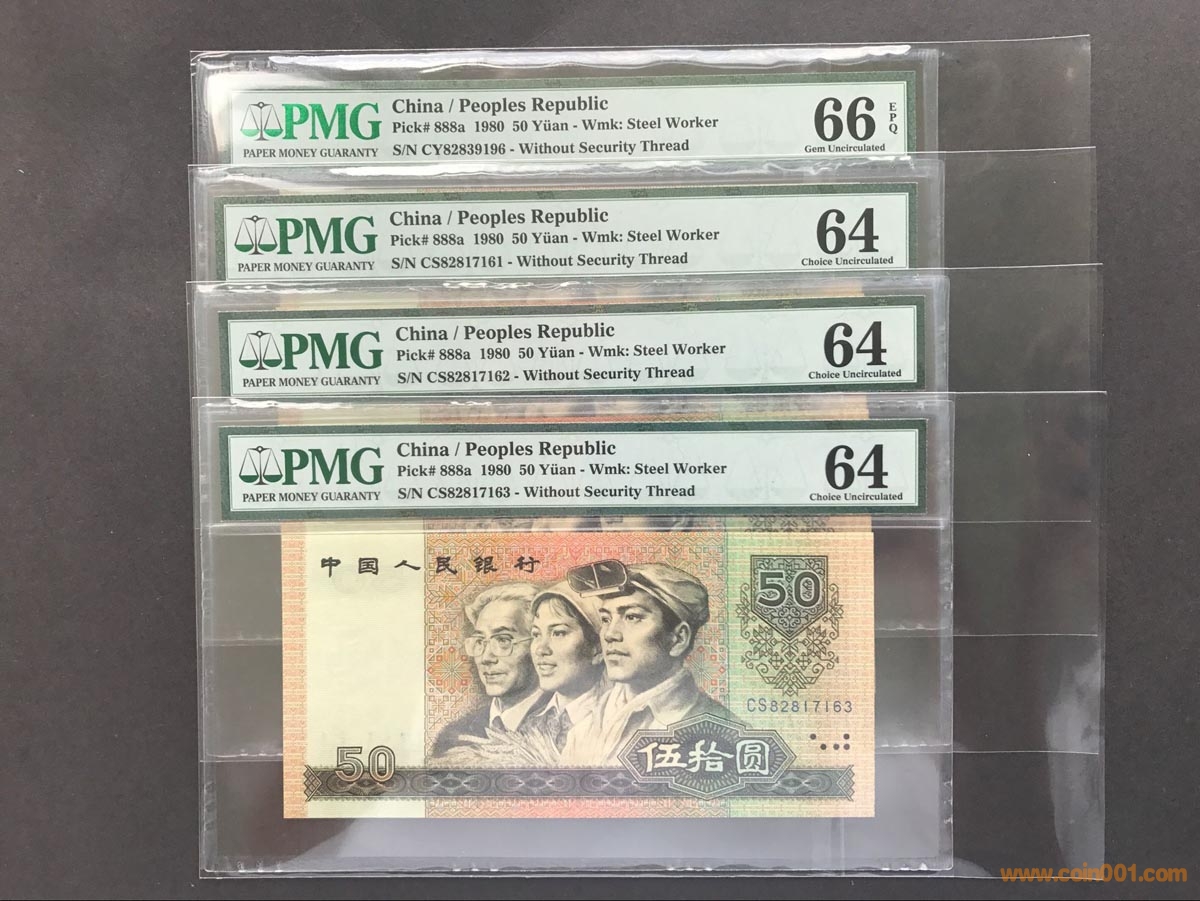 PMG
PAPER MONEY GUARANTY
China / Peoples Republic
Pick# 888a 1980 50 Yüan - Wmk: Steel Worker
S/N CY82839196 - Without Security Thread
66
EPQ
Gem Uncirculated
PMG
PAPER MONEY GUARANTY
China / Peoples Republic
Pick# 888a 1980 50 Yüan - Wmk: Steel Worker
S/N CS82817161 - Without Security Thread
64
Choice Uncirculated
PMG
PAPER MONEY GUARANTY
China / Peoples Republic
Pick# 888a 1980 50 Yüan - Wmk: Steel Worker
S/N CS82817162 - Without Security Thread
64
Choice Uncirculated
PMG
PAPER MONEY GUARANTY
China / Peoples Republic
Pick# 888a 1980 50 Yüan - Wmk: Steel Worker
S/N CS82817163 - Without Security Thread
64
Choice Uncirculated
中国人民银行
50
CS82817163
50
伍拾圆
www.coin001.com